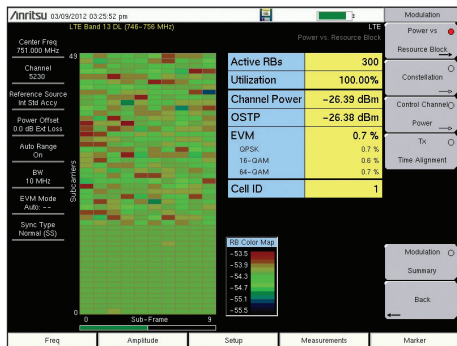 Anritsu 03/09/2012 03:25:52 pm
LTE Band 13 DL (746-756 MHz)
LTE
Power vs. Resource Block
Center Freq
751.000 MHz
Channel
5230
Reference Source
Int Std Accy
Power Offset
0.0 dB Ext Loss
Auto Range
On
BW
10 MHz
EVM Mode
Auto: --
Sync Type
Normal (SS)
49
Subcarriers
0
0 Sub-Frame 9
Active RBs 300
Utilization 100.00%
Channel Power -26.39 dBm
OSTP -26.38 dBm
EVM 0.7 %
QPSK 0.7 %
16-QAM 0.6 %
64-QAM 0.7 %
Cell ID 1
RB Color Map
-53.5
-53.9
-54.3
-54.7
-55.1
-55.5
Modulation
Power vs
Resource Block
Constellation
Control Channel
Power
Tx
Time Alignment
Modulation
Summary
Back
Freq Amplitude Setup Measurements Marker